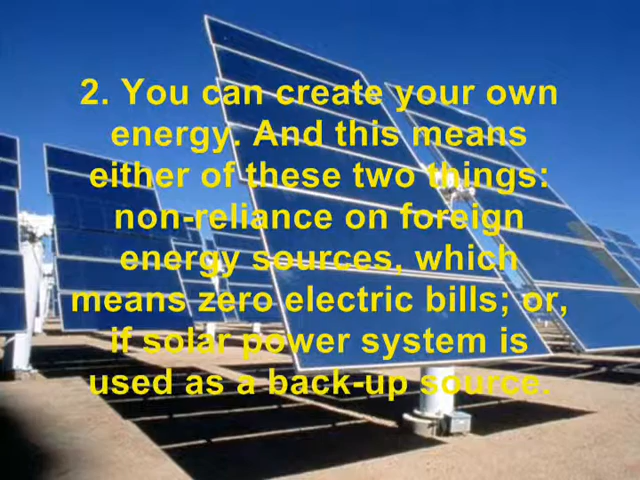 2. You can create your own
energy. And this means
either of these two things:
non-reliance on foreign
energy sources, which
means zero electric bills; or,
if solar power system is
used as a back-up source.